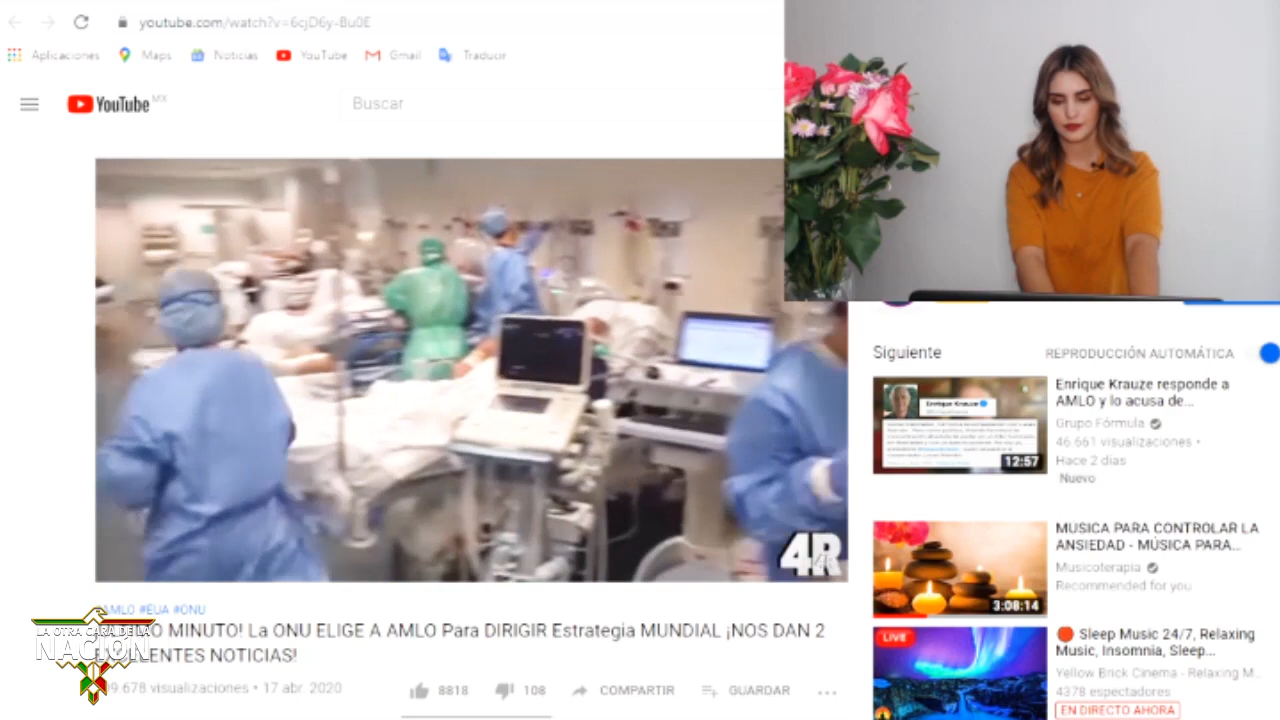 youtube.com/watch?v=6cjD6y-Bu0E
Aplicaciones Maps Noticias YouTube Gmail Traducir
YouTube MX
Buscar
4R
#AMLO #EUA #ONU
O MINUTO! La ONU ELIGE A AMLO Para DIRIGIR Estrategia MUNDIAL ¡NOS DAN 2
ENTES NOTICIAS!
9.678 visualizaciones • 17 abr. 2020
8818 108 COMPARTIR GUARDAR
LA OTRA CARA DE LA
NACIÓN
Siguiente REPRODUCCIÓN AUTOMÁTICA
Enrique Krauze
12:57
Enrique Krauze responde a
AMLO y lo acusa de...
Grupo Fórmula
46.661 visualizaciones •
Hace 2 días
Nuevo
3:08:14
MUSICA PARA CONTROLAR LA
ANSIEDAD - MÚSICA PARA...
Musicoterapia
Recommended for you
LIVE
Sleep Music 24/7, Relaxing
Music, Insomnia, Sleep...
Yellow Brick Cinema - Relaxing M...
4378 espectadores
EN DIRECTO AHORA